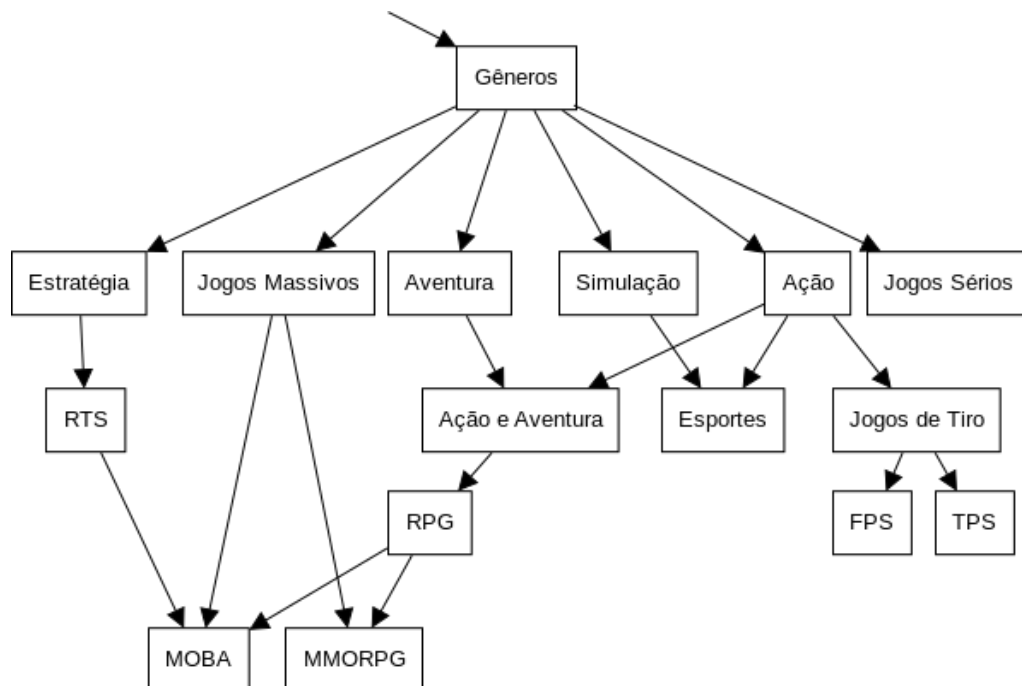 Gêneros
Estratégia
Jogos Massivos
Aventura
Simulação
Ação
Jogos Sérios
RTS
Ação e Aventura
Esportes
Jogos de Tiro
RPG
FPS
TPS
MOBA
MMORPG